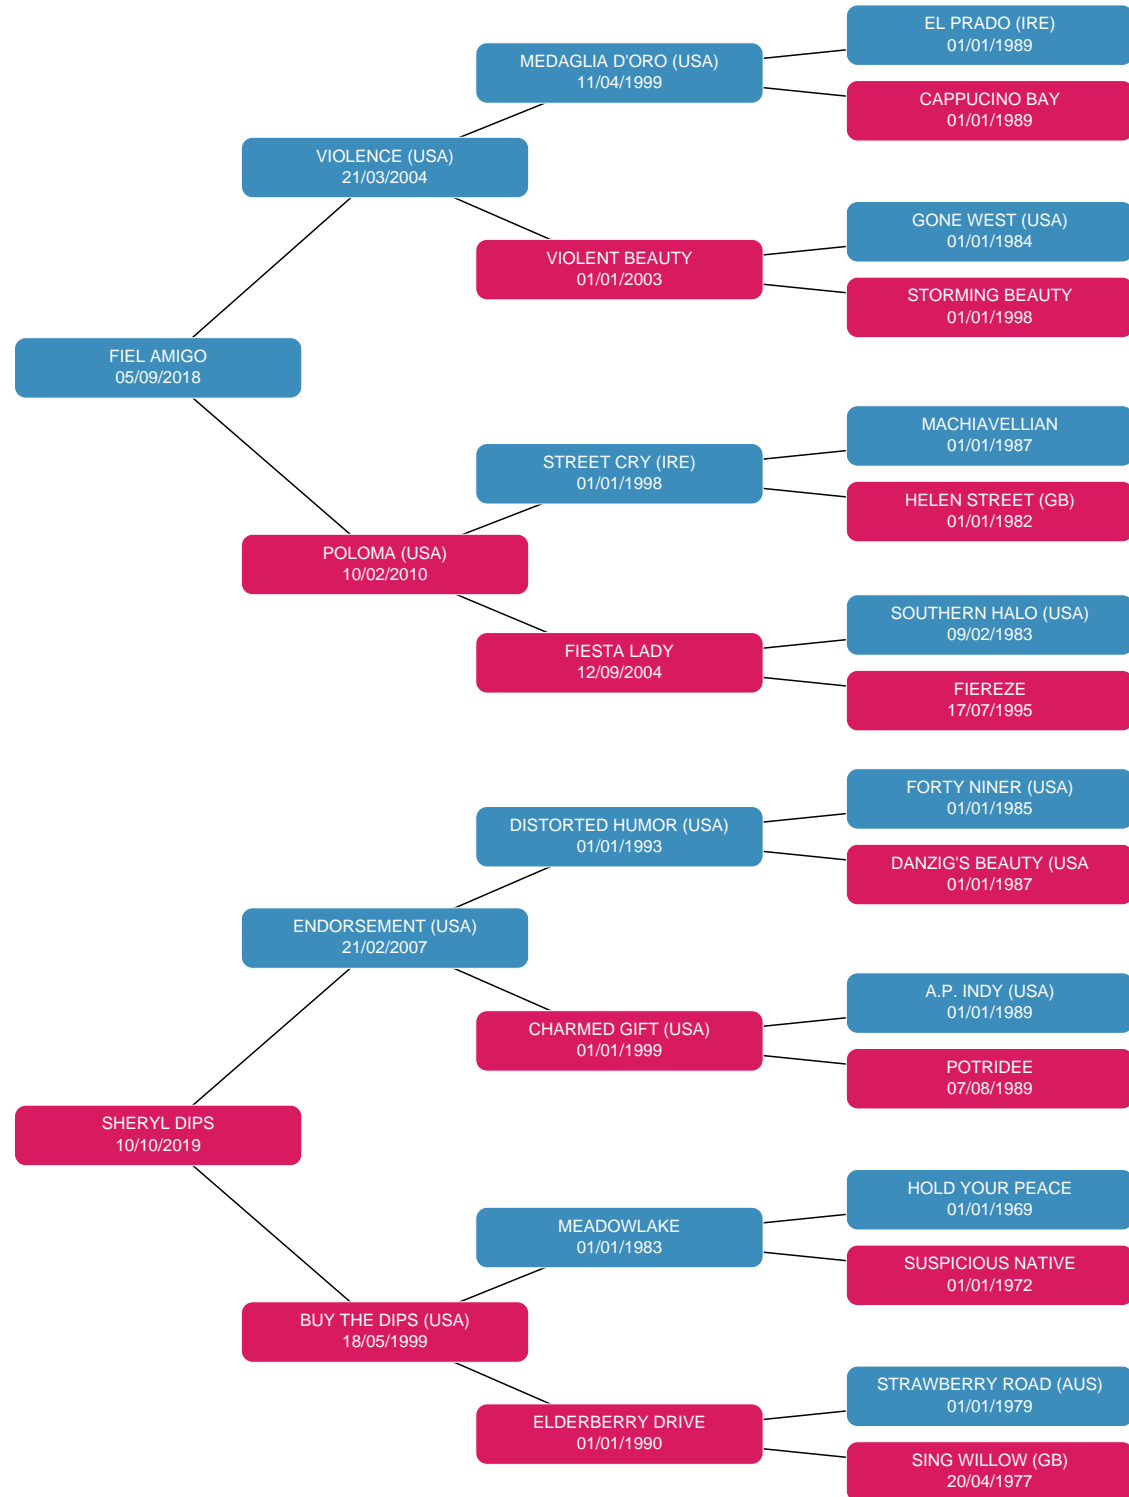 EL PRADO (IRE)
01/01/1989
MEDAGLIA D'ORO (USA)
11/04/1999
CAPPUCINO BAY
01/01/1989
VIOLENCE (USA)
21/03/2004
GONE WEST (USA)
01/01/1984
VIOLENT BEAUTY
01/01/2003
STORMING BEAUTY
01/01/1998
FIEL AMIGO
05/09/2018
MACHIAVELLIAN
01/01/1987
STREET CRY (IRE)
01/01/1998
HELEN STREET (GB)
01/01/1982
POLOMA (USA)
10/02/2010
SOUTHERN HALO (USA)
09/02/1983
FIESTA LADY
12/09/2004
FIEREZE
17/07/1995
FORTY NINER (USA)
01/01/1985
DISTORTED HUMOR (USA)
01/01/1993
DANZIG'S BEAUTY (USA
01/01/1987
ENDORSEMENT (USA)
21/02/2007
A.P. INDY (USA)
01/01/1989
CHARMED GIFT (USA)
01/01/1999
POTRIDEE
07/08/1989
SHERYL DIPS
10/10/2019
HOLD YOUR PEACE
01/01/1969
MEADOWLAKE
01/01/1983
SUSPICIOUS NATIVE
01/01/1972
BUY THE DIPS (USA)
18/05/1999
STRAWBERRY ROAD (AUS)
01/01/1979
ELDERBERRY DRIVE
01/01/1990
SING WILLOW (GB)
20/04/1977